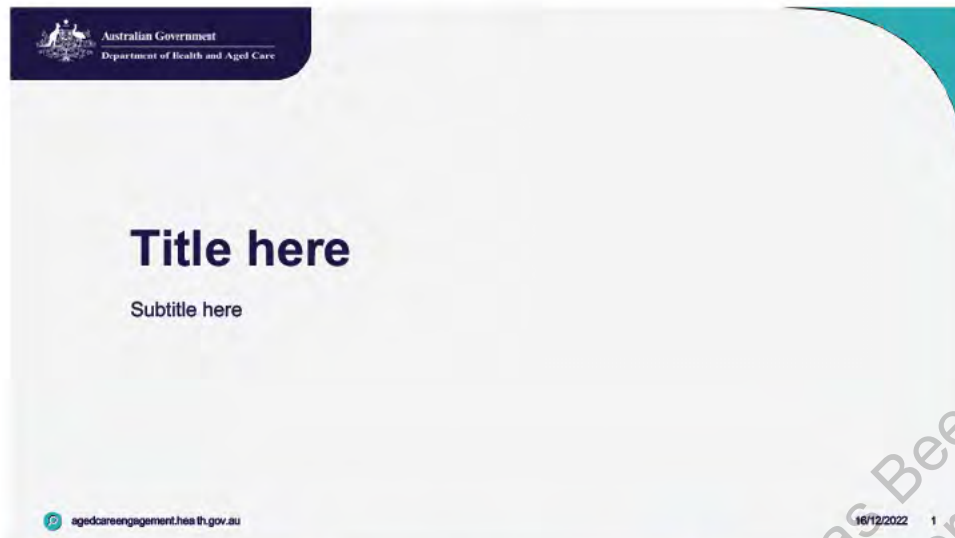 Australian Government
Department of Health and Aged Care
Title here
Subtitle here
agedcareengagement.health.gov.au
16/12/2022 1